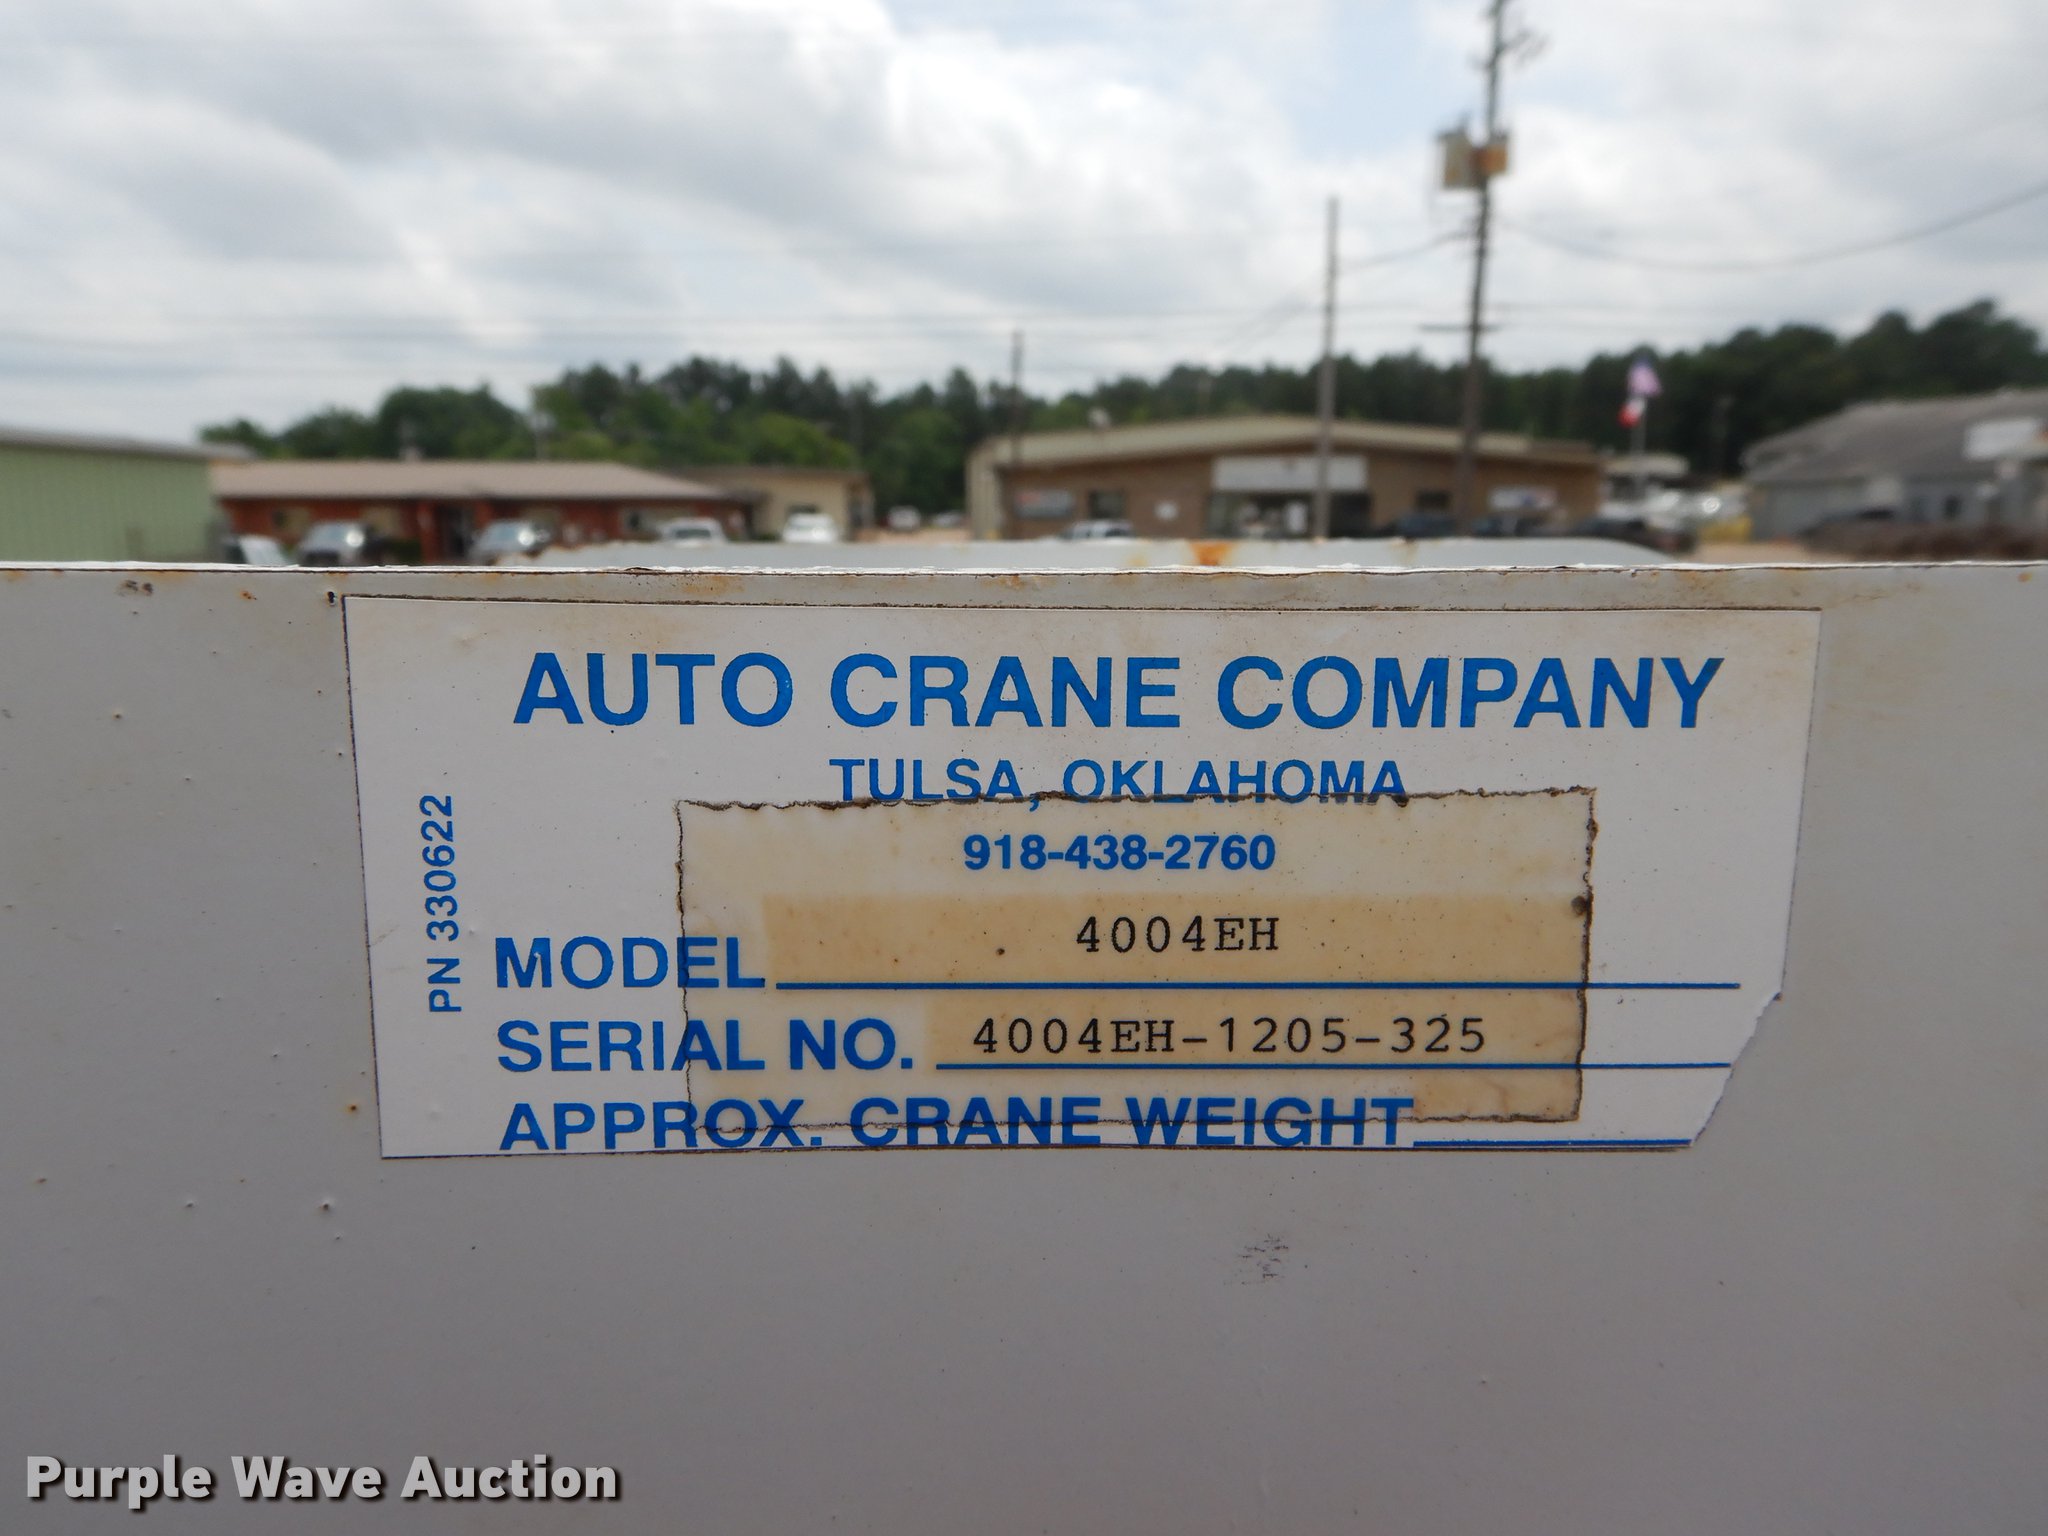 AUTO CRANE COMPANY
TULSA, OKLAHOMA
918-438-2760
PN 330622
MODEL 4004EH
SERIAL NO. 4004EH-1205-325
APPROX. CRANE WEIGHT
Purple Wave Auction